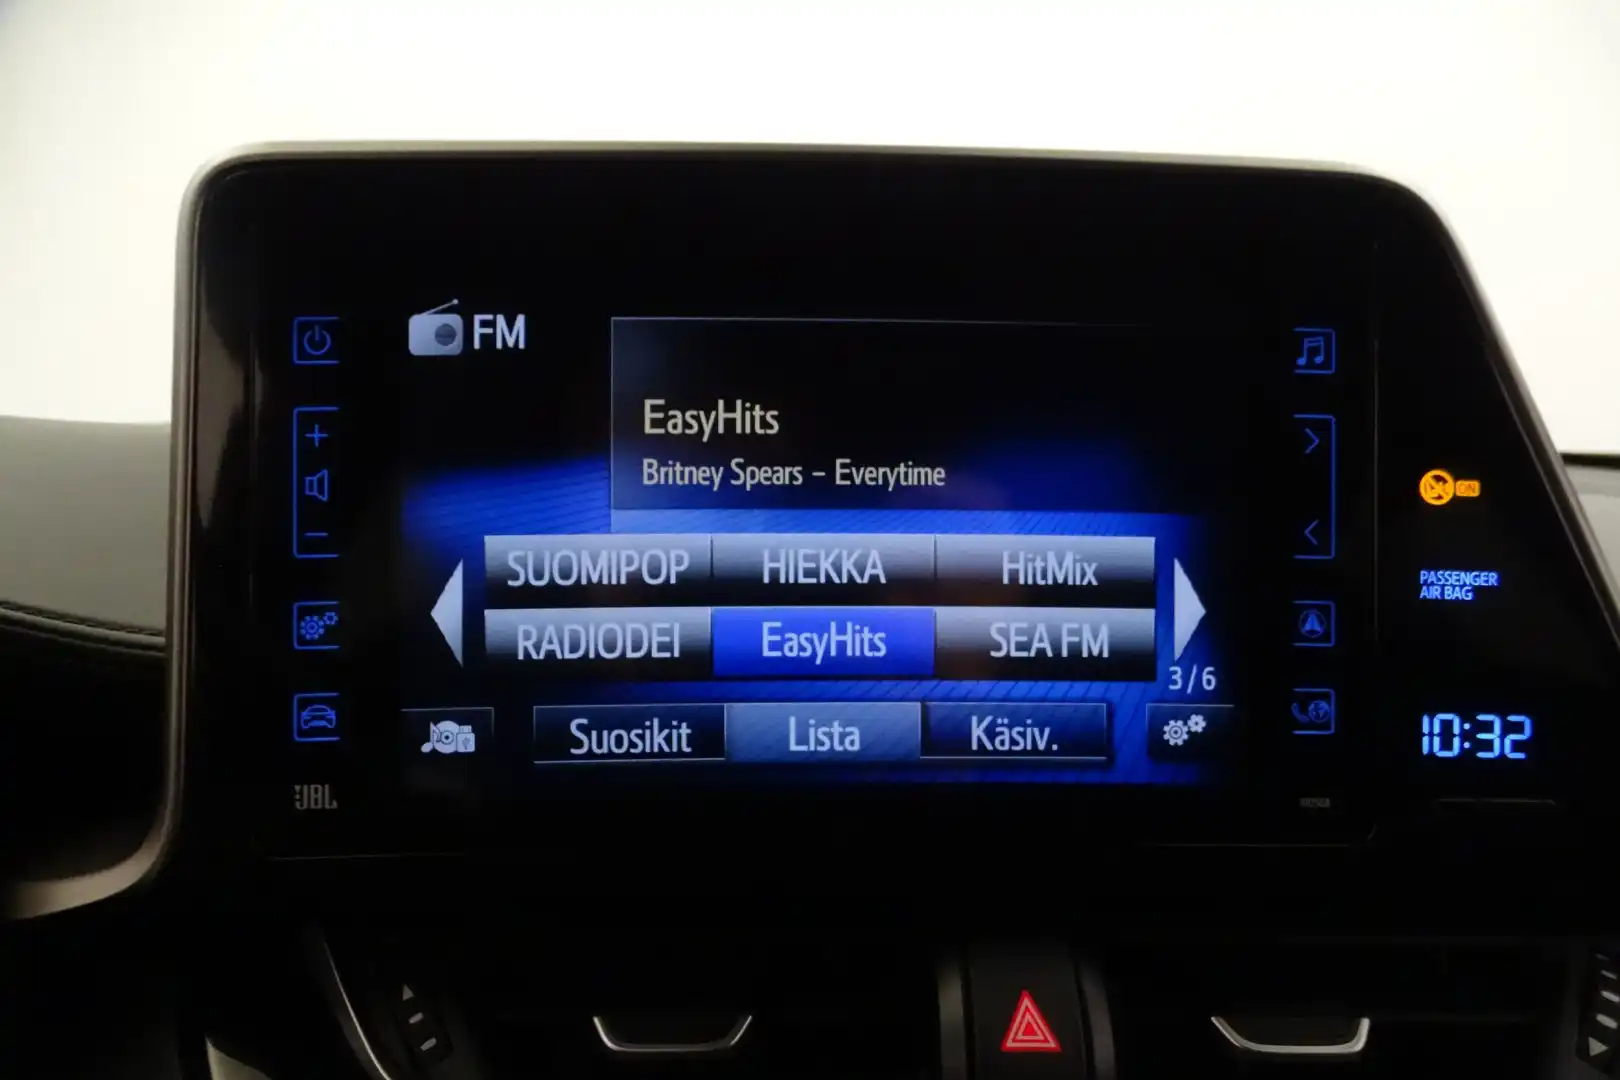 FM
EasyHits
Britney Spears – Everytime
SUOMIPOP HIEKKA HitMix
RADIODEI EasyHits SEA FM
3/6
Suosikit Lista Käsiv.
JBL
ON
PASSENGER
AIR BAG
10:32